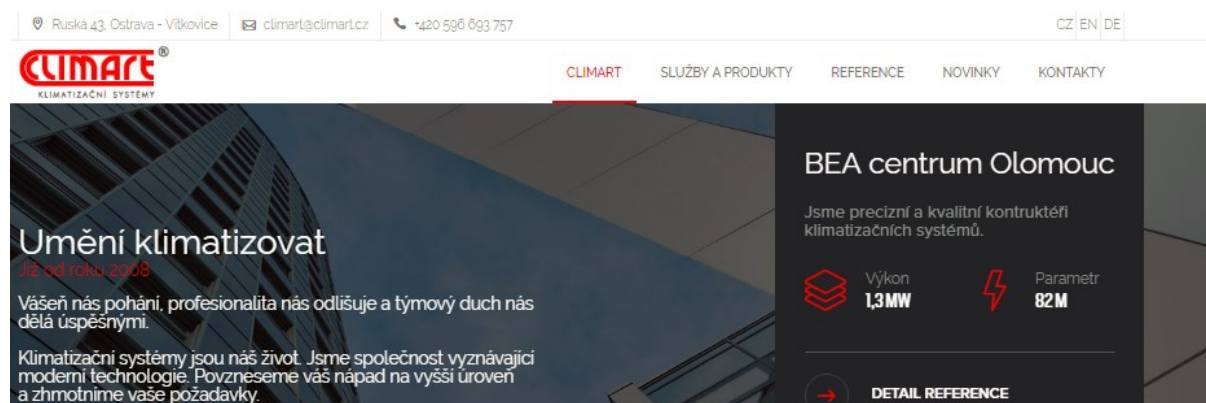 Ruská 43, Ostrava - Vítkovice climart@climart.cz +420 596 693 757 CZ EN DE
CLIMART ®
KLIMATIZAČNÍ SYSTÉMY
CLIMART SLUŽBY A PRODUKTY REFERENCE NOVINKY KONTAKTY
Umění klimatizovat
Již od roku 2008
Vášeň nás pohání, profesionalita nás odlišuje a týmový duch nás
dělá úspěšnými.
Klimatizační systémy jsou náš život. Jsme společnost vyznávající
moderní technologie. Povzneseme váš nápad na vyšší úroveň
a zhmotníme vaše požadavky.
BEA centrum Olomouc
Jsme precizní a kvalitní kontruktéři
klimatizačních systémů.
Výkon Parametr
1,3 MW 82 M
DETAIL REFERENCE